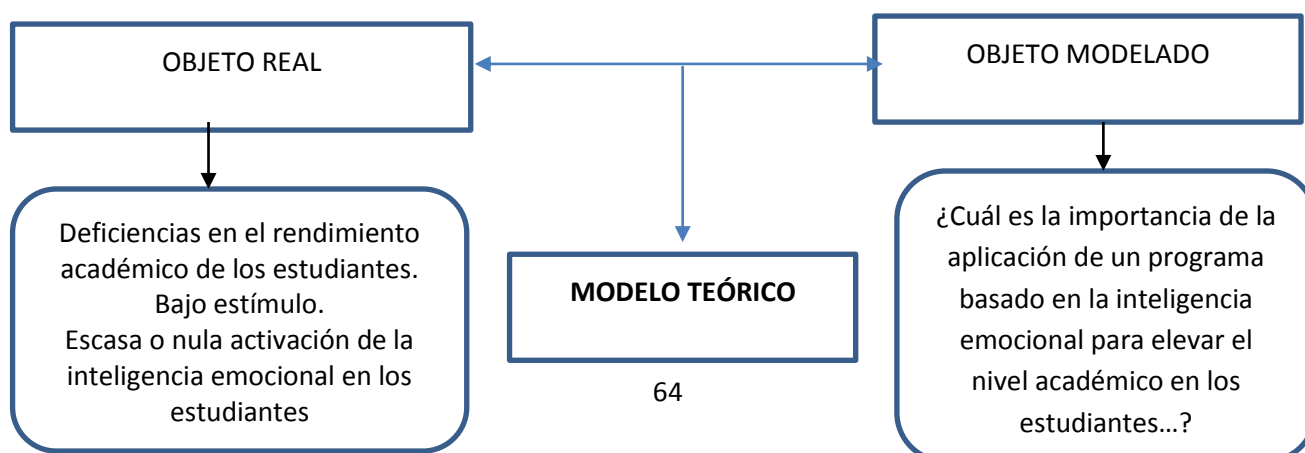 OBJETO REAL
OBJETO MODELADO
Deficiencias en el rendimiento
académico de los estudiantes.
Bajo estímulo.
Escasa o nula activación de la
inteligencia emocional en los
estudiantes
MODELO TEÓRICO
64
¿Cuál es la importancia de la
aplicación de un programa
basado en la inteligencia
emocional para elevar el
nivel académico en los
estudiantes...?